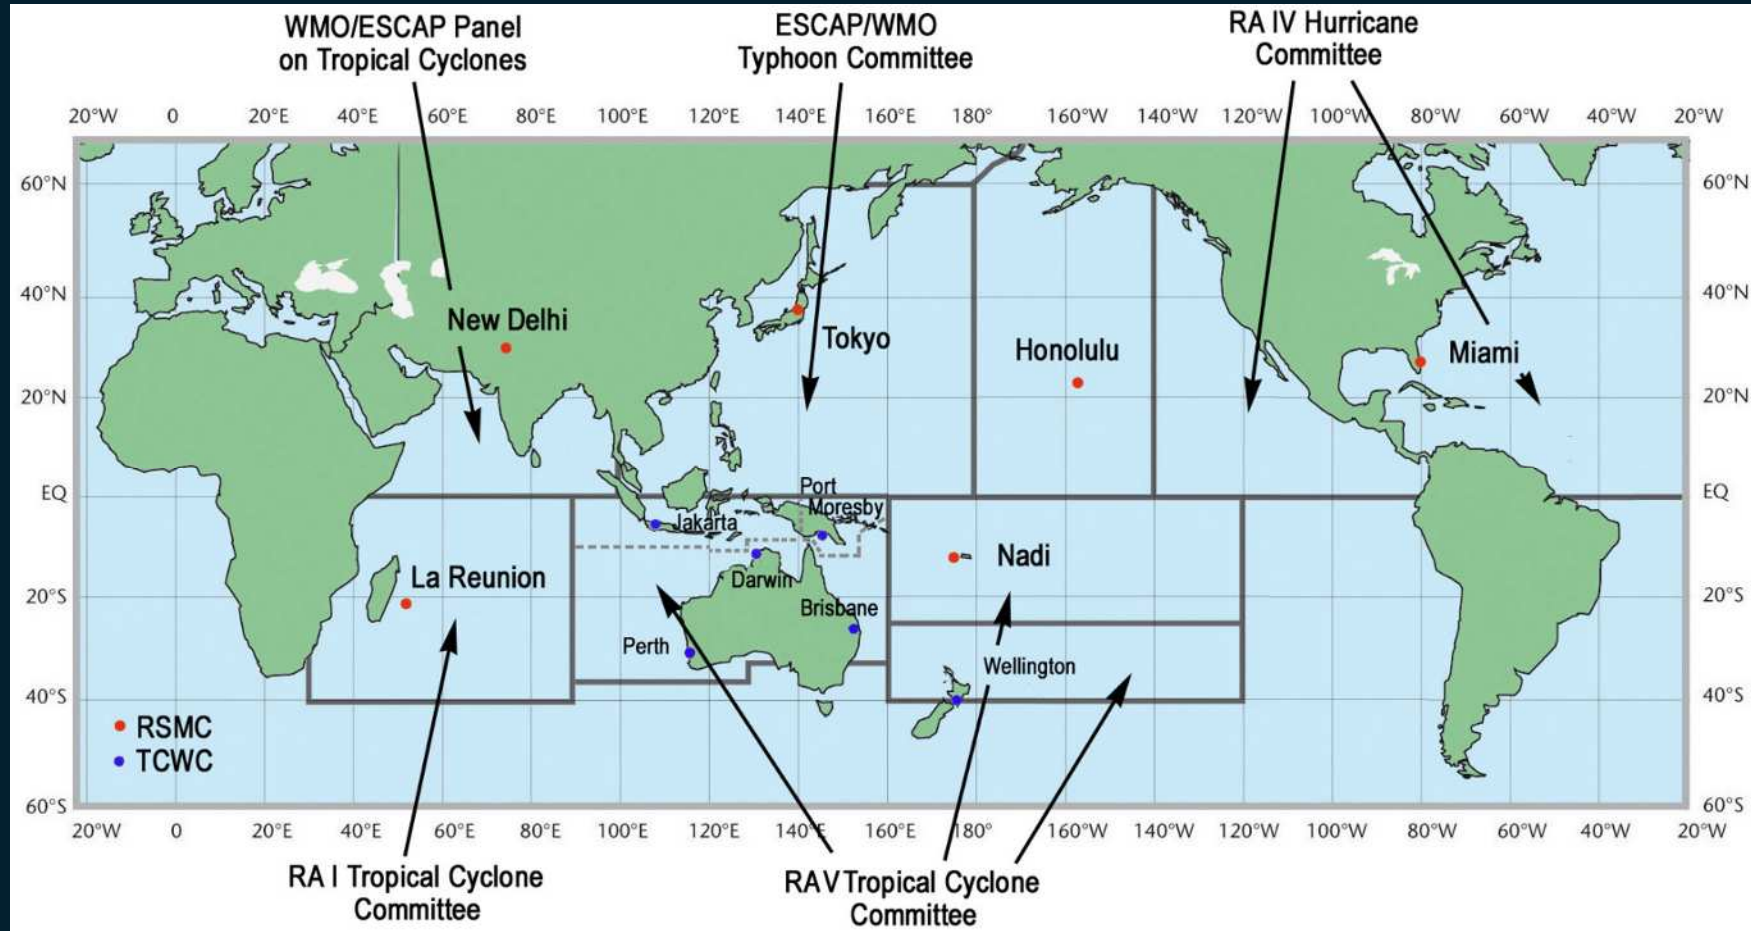 WMO/ESCAP Panel
on Tropical Cyclones
ESCAP/WMO
Typhoon Committee
RA IV Hurricane
Committee
20°W 0 20°E 40°E 60°E 80°E 100°E 120°E 140°E 160°E 180° 160°W 140°W 120°W 100°W 80°W 60°W 40°W 20°W
60°N 60°N
40°N 40°N
New Delhi
Tokyo
Honolulu
Miami
20°N 20°N
EQ EQ
Port
Moresby
Jakarta
Nadi
La Reunion
Darwin
20°S 20°S
Brisbane
Perth
Wellington
40°S 40°S
RSMC
TCWC
60°S 60°S
20°W 0 20°E 40°E 60°E 80°E 100°E 120°E 140°E 160°E 180° 160°W 140°W 120°W 100°W 80°W 60°W 40°W 20°W
RA I Tropical Cyclone
Committee
RA V Tropical Cyclone
Committee